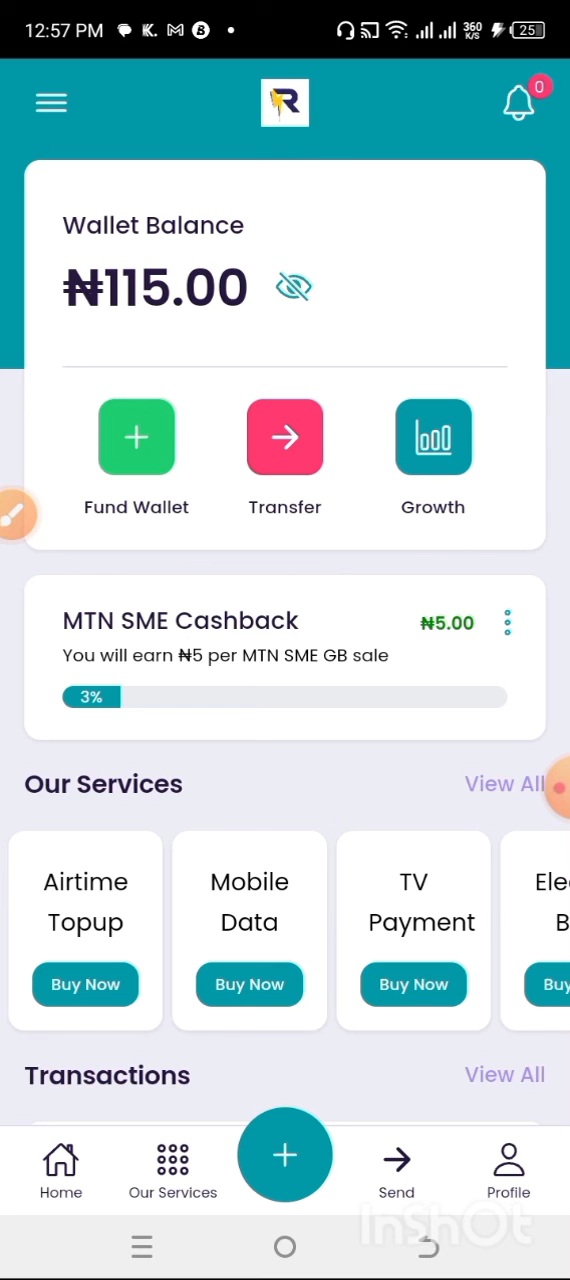 12:57 PM K. M B 360 K/S 25
R 0
Wallet Balance
₦115.00
Fund Wallet Transfer Growth
MTN SME Cashback ₦5.00
You will earn ₦5 per MTN SME GB sale
3%
Our Services View All
Airtime Mobile TV Ele
Topup Data Payment B
Buy Now Buy Now Buy Now Buy
Transactions View All
Home Our Services Send Profile
InShOt